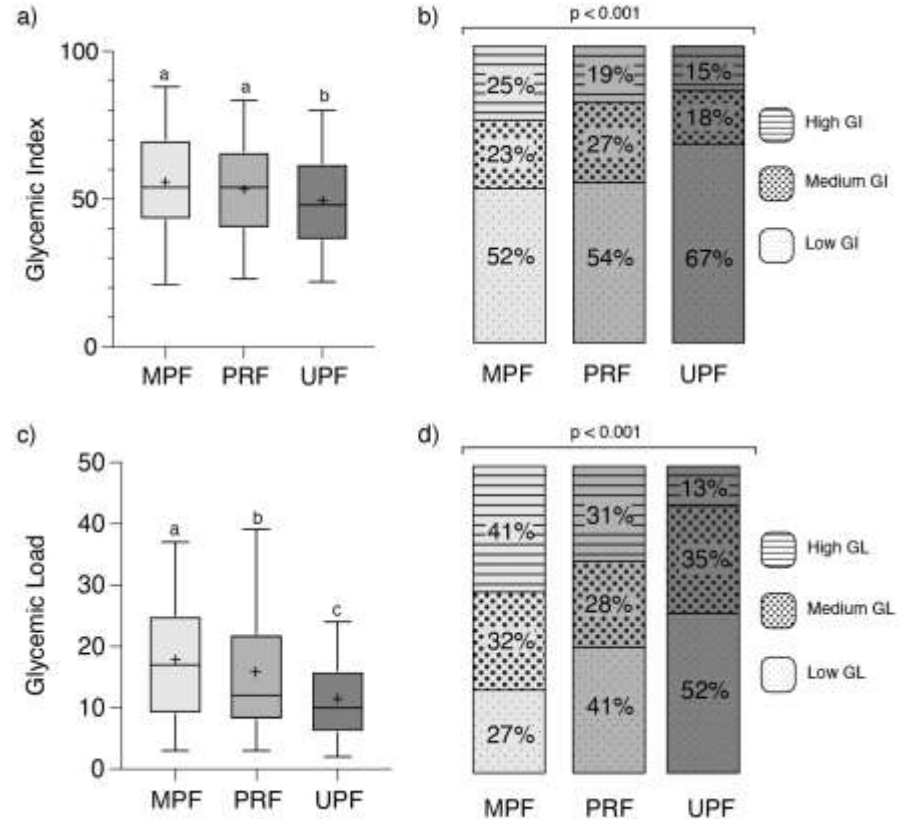 a)
100
50
0
Glycemic Index
a
a
b
MPF
PRF
UPF
b)
p < 0.001
25%
19%
15%
23%
27%
18%
52%
54%
67%
MPF
PRF
UPF
High GI
Medium GI
Low GI
c)
50
40
30
20
10
0
Glycemic Load
a
b
c
MPF
PRF
UPF
d)
p < 0.001
41%
31%
13%
32%
28%
35%
27%
41%
52%
MPF
PRF
UPF
High GL
Medium GL
Low GL